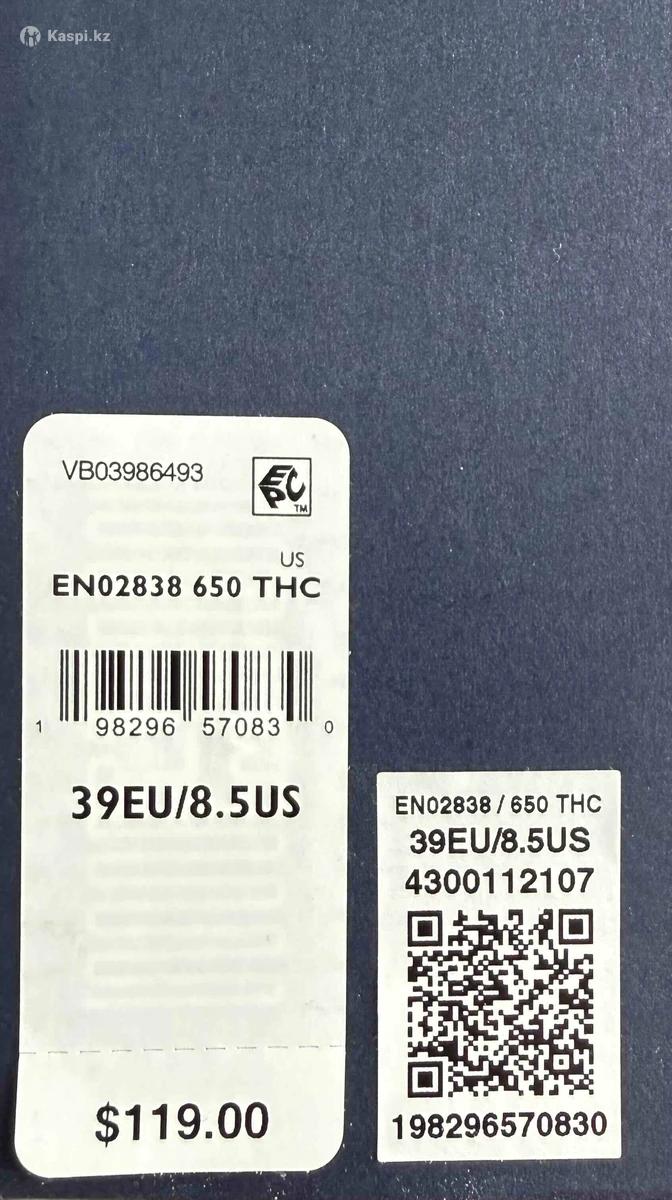 Kaspi.kz
VB03986493
EPC
TM
US
EN02838 650 THC
1 98296 57083 0
39EU/8.5US
$119.00
EN02838 / 650 THC
39EU/8.5US
4300112107
198296570830